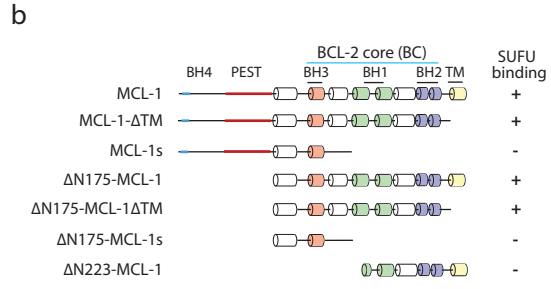 b
BCL-2 core (BC)
SUFU
binding
BH4 PEST BH3 BH1 BH2 TM
MCL-1 +
MCL-1-ΔTM +
MCL-1s -
ΔN175-MCL-1 +
ΔN175-MCL-1ΔTM +
ΔN175-MCL-1s -
ΔN223-MCL-1 -